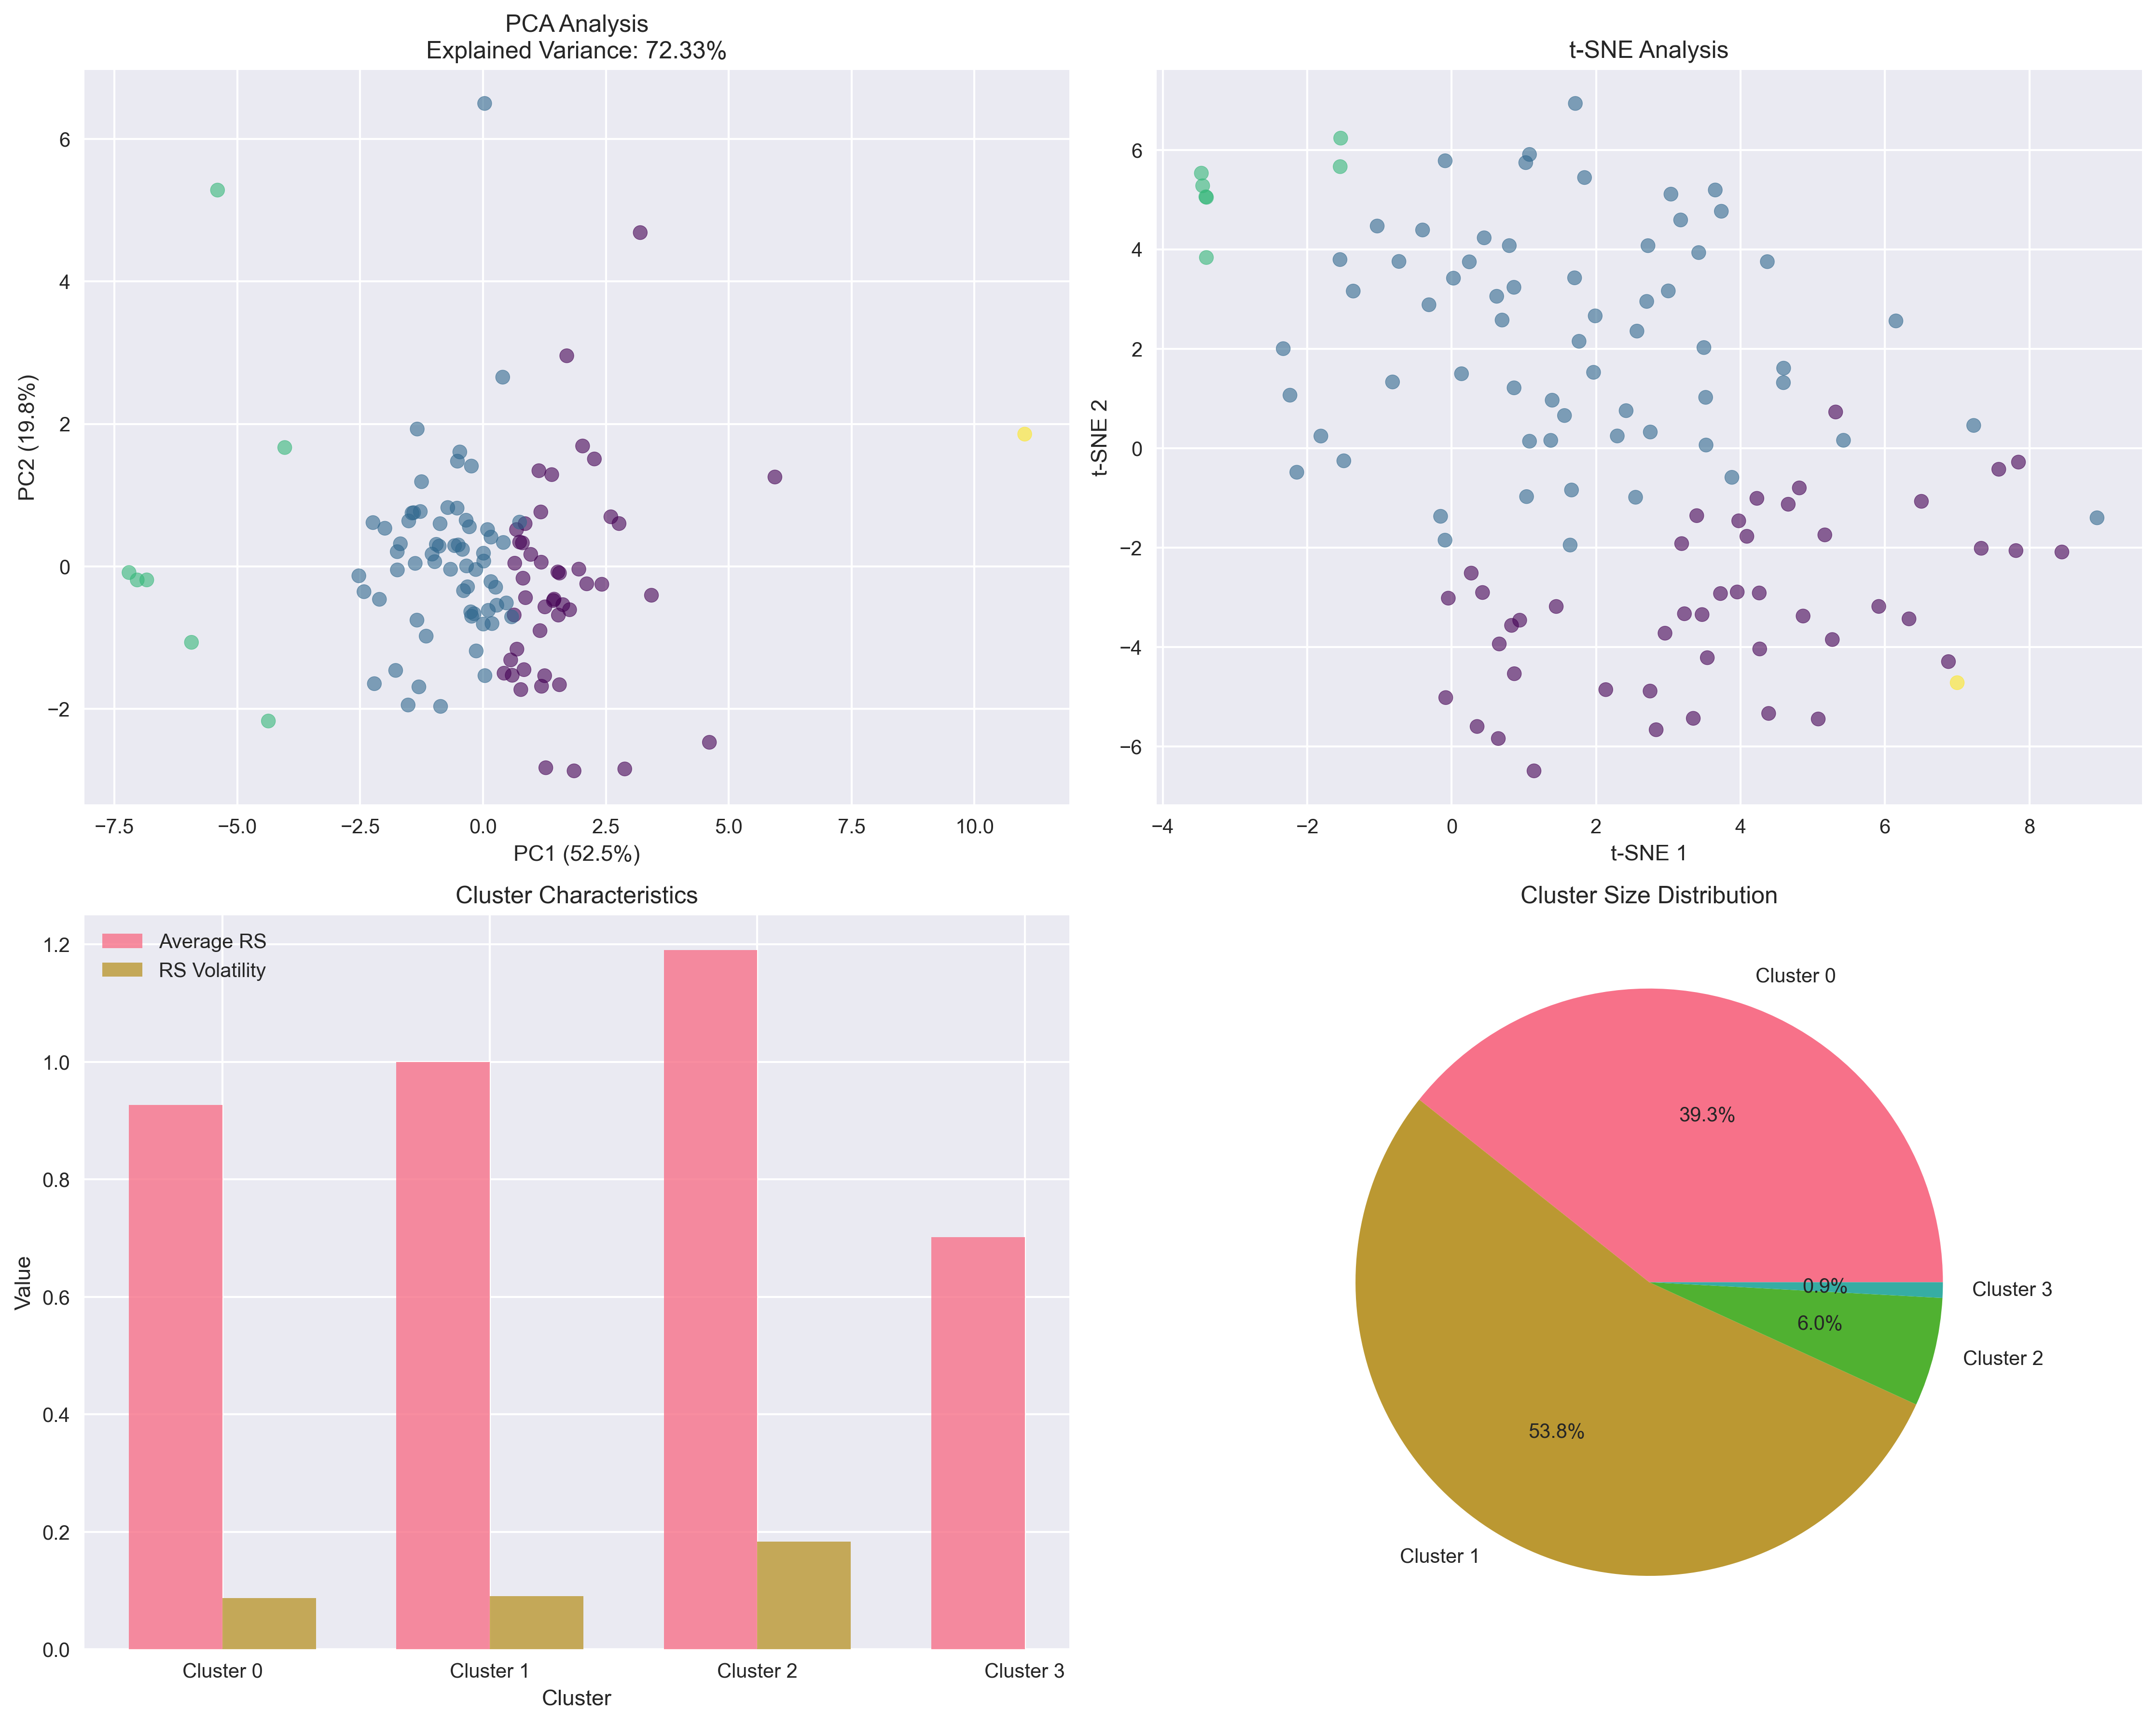 PCA Analysis
Explained Variance: 72.33%
6
4
2
0
−2
PC2 (19.8%)
−7.5 −5.0 −2.5 0.0 2.5 5.0 7.5 10.0
PC1 (52.5%)
t-SNE Analysis
6
4
2
0
−2
−4
−6
t-SNE 2
−4 −2 0 2 4 6 8
t-SNE 1
Cluster Characteristics
Average RS
RS Volatility
1.2
1.0
0.8
0.6
0.4
0.2
0.0
Value
Cluster 0 Cluster 1 Cluster 2 Cluster 3
Cluster
Cluster Size Distribution
Cluster 0
39.3%
0.9%
Cluster 3
6.0%
Cluster 2
53.8%
Cluster 1